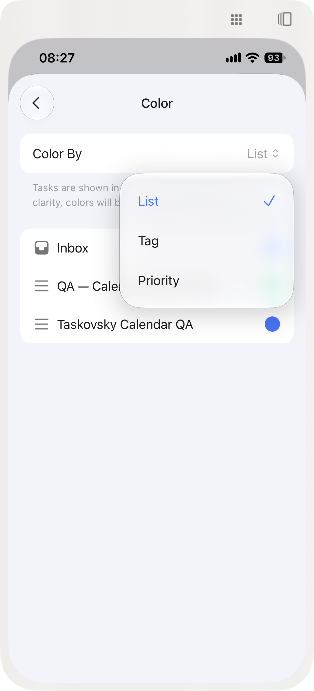 08:27
93
Color
Color By
List
Tasks are shown in
clarity, colors will b
List
Tag
Priority
Inbox
QA — Calen
Taskovsky Calendar QA